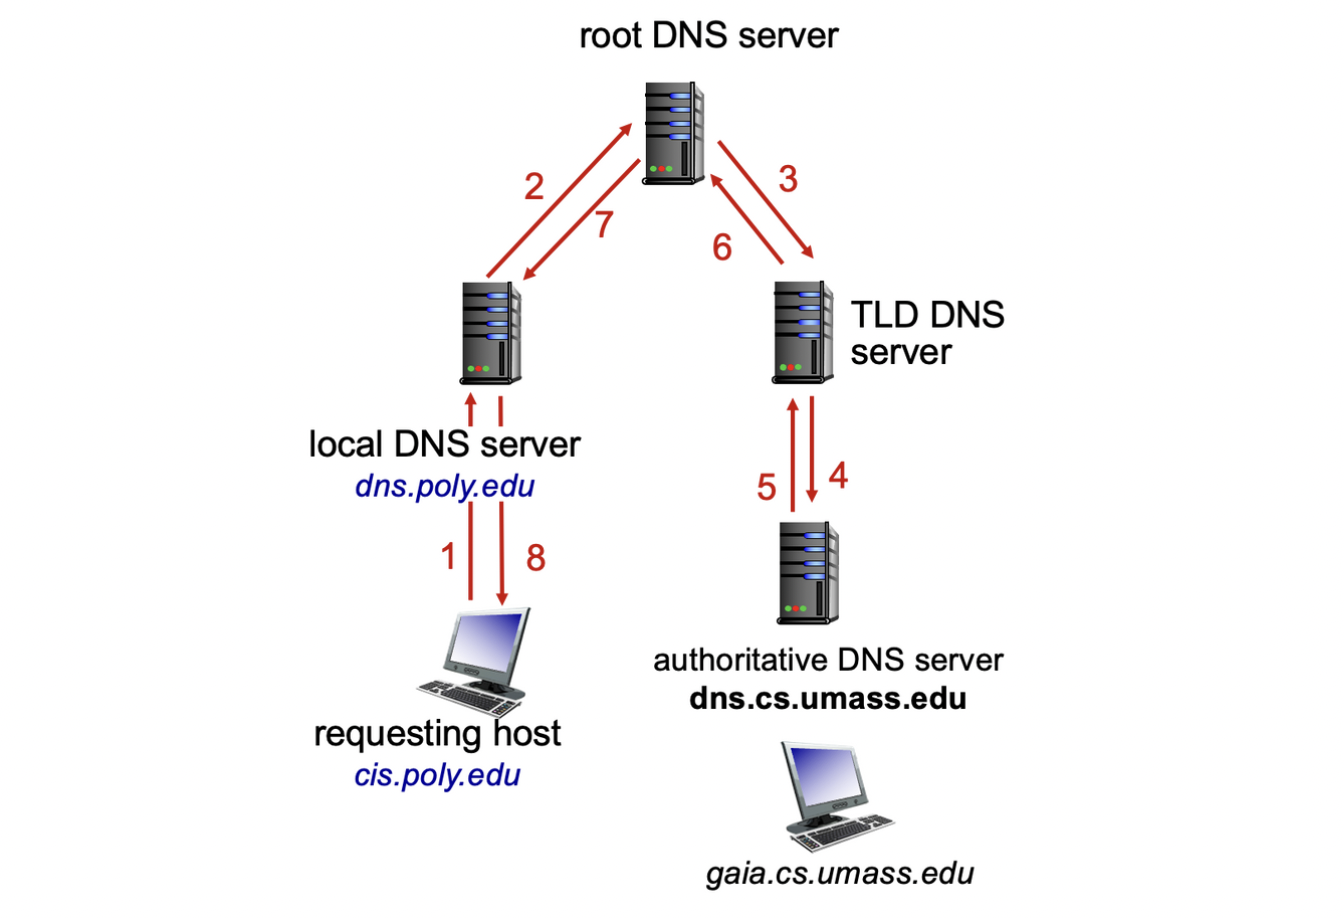 root DNS server
2
3
7
6
TLD DNS
server
local DNS server
dns.poly.edu
5
4
1
8
authoritative DNS server
dns.cs.umass.edu
requesting host
cis.poly.edu
gaia.cs.umass.edu